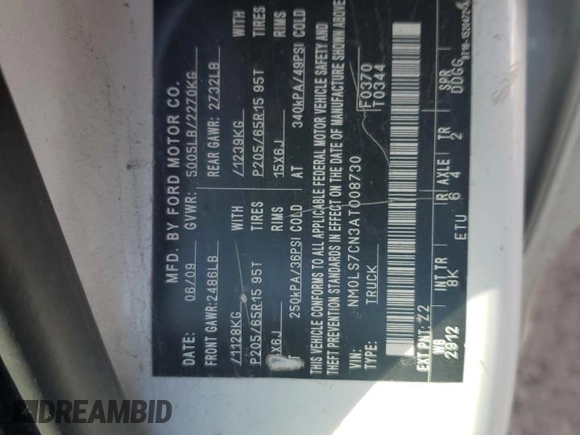 MFD. BY FORD MOTOR CO.
DATE: 06/09 GVWR: 5005LB/2270KG
FRONT GAWR: 2486LB REAR GAWR: 2732LB
/1128KG WITH /1239KG WITH
P205/65R15 95T TIRES P205/65R15 95T TIRES
X6J RIMS 15X6J RIMS
AT 250kPA/36PSI COLD AT 340kPA/49PSI COLD
THIS VEHICLE CONFORMS TO ALL APPLICABLE FEDERAL MOTOR VEHICLE SAFETY AND
THEFT PREVENTION STANDARDS IN EFFECT ON THE DATE OF MANUFACTURE SHOWN ABOVE
VIN: NM0LS7CN3AT008730 F0370
TYPE: TRUCK T0344
EXT PNT: Z2
WB INT TR R AXLE TR SPR
2912 8K 6 4 2 DDGG
ETU
DREAMBID